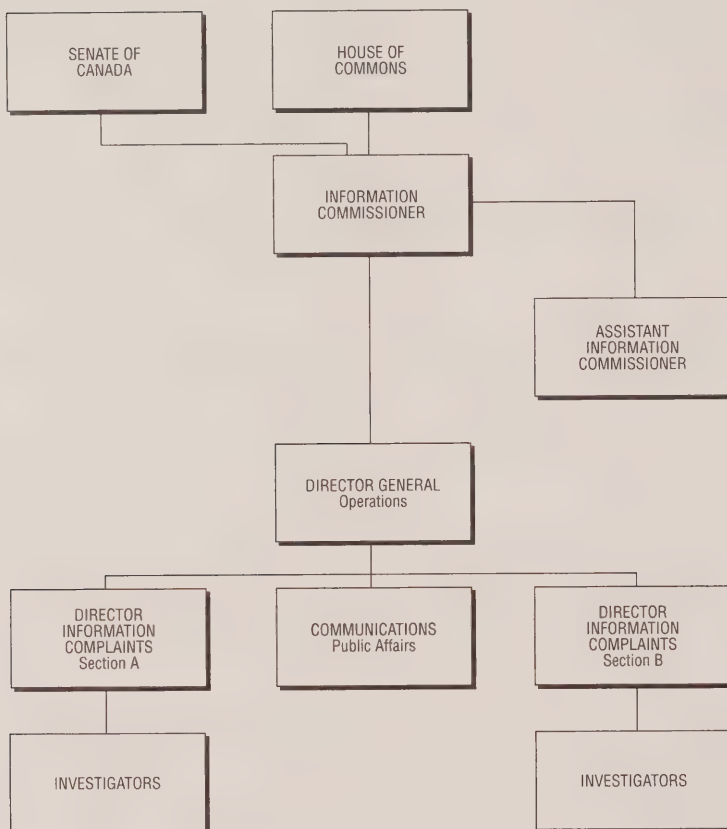 SENATE OF
CANADA
HOUSE OF
COMMONS
INFORMATION
COMMISSIONER
ASSISTANT
INFORMATION
COMMISSIONER
DIRECTOR GENERAL
Operations
DIRECTOR
INFORMATION
COMPLAINTS
Section A
COMMUNICATIONS
Public Affairs
DIRECTOR
INFORMATION
COMPLAINTS
Section B
INVESTIGATORS
INVESTIGATORS